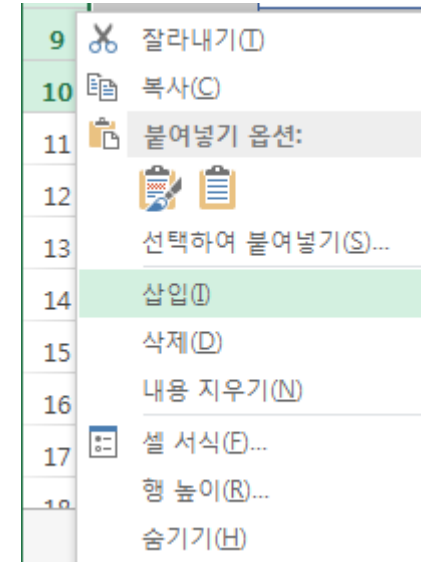 9 잘라내기(T)
10 복사(C)
11 붙여넣기 옵션:
12
13 선택하여 붙여넣기(S)...
14 삽입(I)
15 삭제(D)
16 내용 지우기(N)
17 셀 서식(F)...
18 행 높이(R)...
숨기기(H)